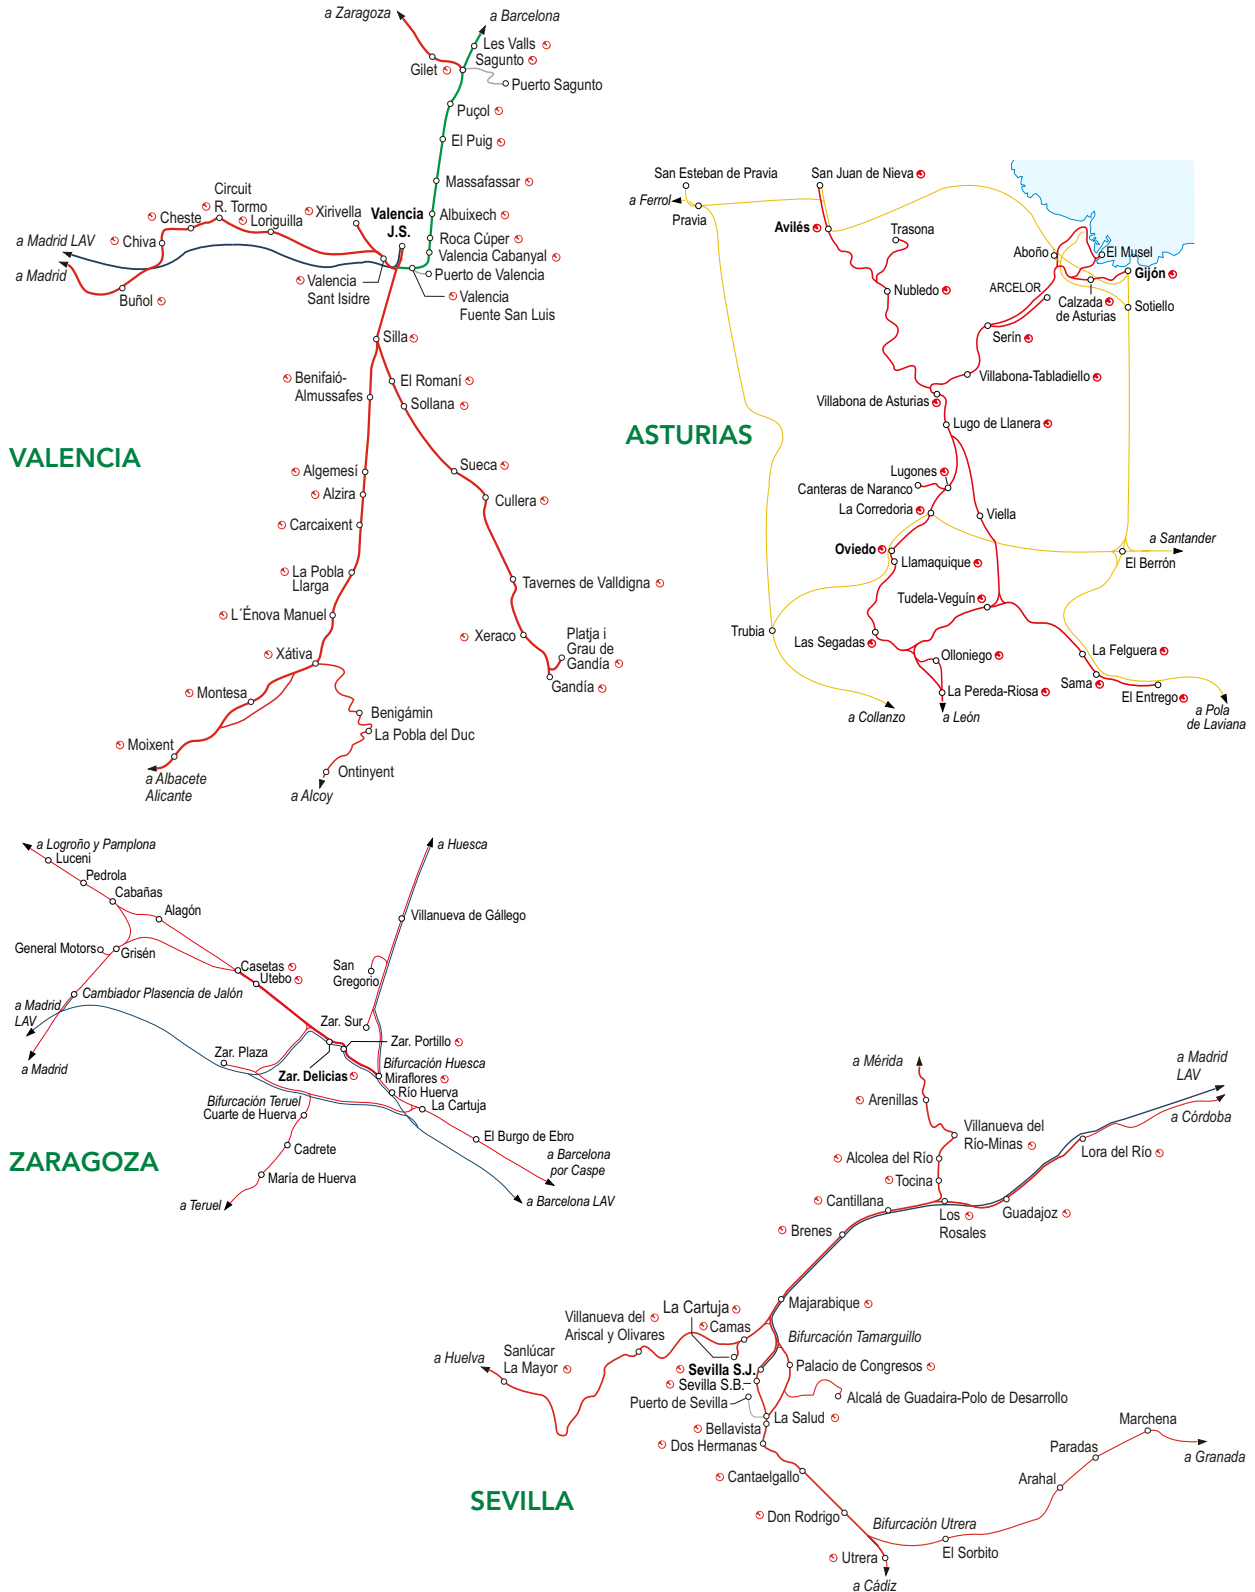 a Zaragoza
a Barcelona
Les Valls
Sagunto
Gilet
Puerto Sagunto
Puçol
El Puig
Massafassar
Circuit
R. Tormo
Cheste
Loriguilla
Xirivella
Valencia
J.S.
Albuixech
Roca Cúper
Valencia Cabanyal
Puerto de Valencia
a Madrid LAV
Chiva
a Madrid
Buñol
Valencia
Sant Isidre
Valencia
Fuente San Luis
Silla
Benifaió-
Almussafes
El Romaní
Sollana
VALENCIA
Algemesí
Sueca
Alzira
Cullera
Carcaixent
La Pobla
Llarga
Tavernes de Valldigna
L´Énova Manuel
Xeraco
Platja i
Grau de
Gandía
Xátiva
Gandía
Montesa
Benigámin
La Pobla del Duc
Moixent
Ontinyent
a Albacete
Alicante
a Alcoy
San Esteban de Pravia
San Juan de Nieva
a Ferrol
Pravia
Avilés
Trasona
Aboño
El Musel
Gijón
Nubledo
ARCELOR
Calzada
de Asturias
Sotiello
Serín
Villabona-Tabladiello
Villabona de Asturias
ASTURIAS
Lugo de Llanera
Lugones
Canteras de Naranco
La Corredoria
Viella
Oviedo
a Santander
El Berrón
Llamaquique
Tudela-Veguín
Trubia
Las Segadas
Olloniego
La Felguera
La Pereda-Riosa
Sama
El Entrego
a Collanzo
a León
a Pola
de Laviana
a Logroño y Pamplona
Luceni
Pedrola
Cabañas
Alagón
a Huesca
Villanueva de Gállego
General Motors
Grisén
Casetas
Utebo
San
Gregorio
Cambiador Plasencia de Jalón
a Madrid
LAV
Zar. Sur
Zar. Portillo
a Madrid
Zar. Plaza
Zar. Delicias
Bifurcación Huesca
Miraflores
Río Huerva
Bifurcación Teruel
Cuarte de Huerva
La Cartuja
El Burgo de Ebro
Cadrete
a Barcelona
por Caspe
ZARAGOZA
María de Huerva
a Teruel
a Barcelona LAV
a Mérida
a Madrid
LAV
Arenillas
a Córdoba
Villanueva del
Río-Minas
Alcolea del Río
Lora del Río
Tocina
Cantillana
Los
Rosales
Guadajoz
Brenes
Majarabique
La Cartuja
Villanueva del
Ariscal y Olivares
Camas
Bifurcación Tamarguillo
a Huelva
Sanlúcar
La Mayor
Sevilla S.J.
Palacio de Congresos
Sevilla S.B.
Puerto de Sevilla
Alcalá de Guadaira-Polo de Desarrollo
La Salud
Bellavista
Dos Hermanas
Marchena
Paradas
a Granada
Cantaelgallo
Arahal
SEVILLA
Don Rodrigo
Bifurcación Utrera
El Sorbito
Utrera
a Cádiz